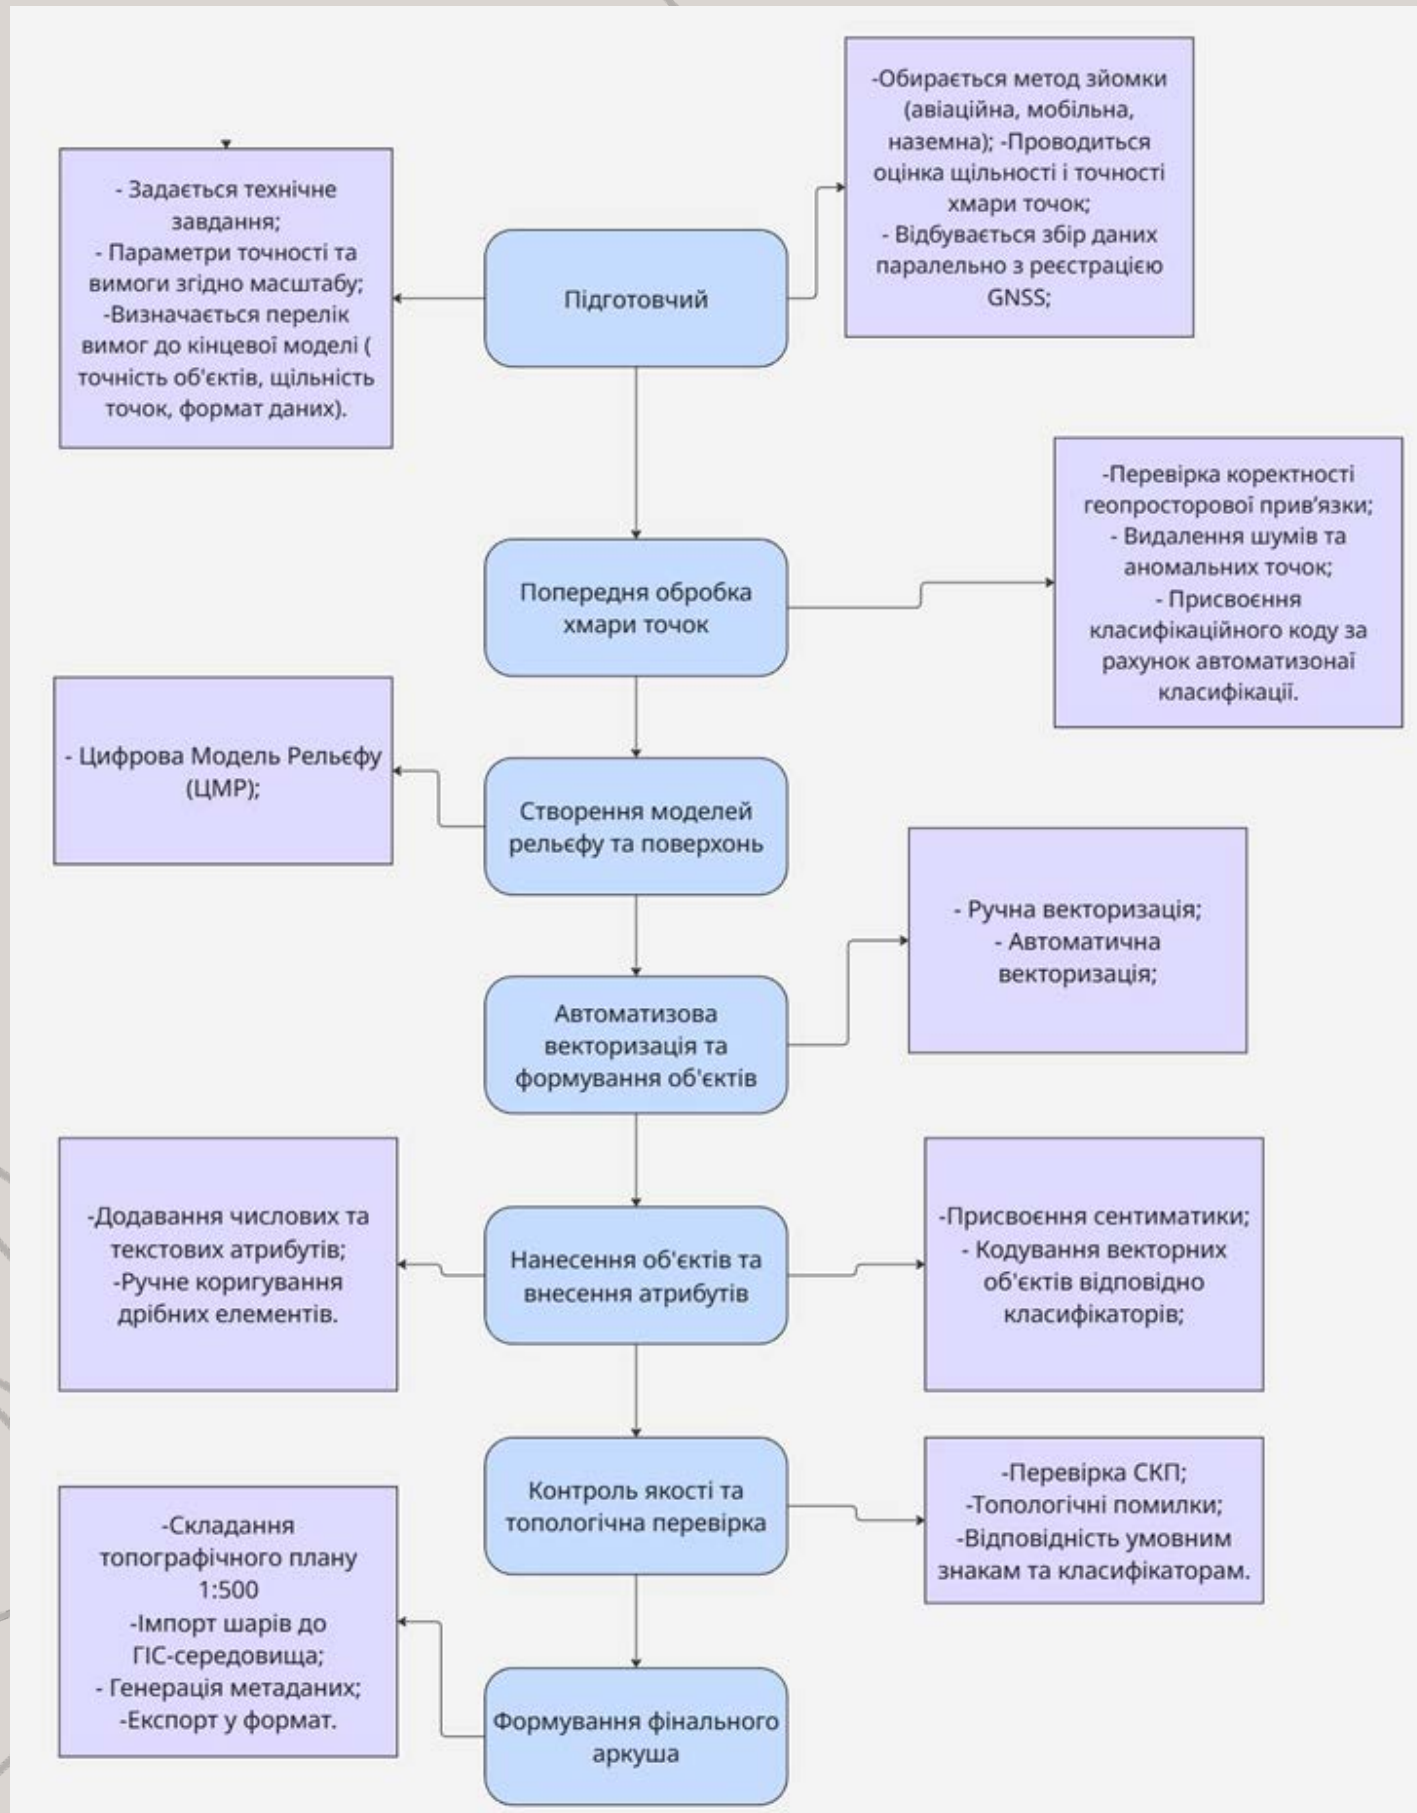 -Обирається метод зйомки
(авіаційна, мобільна,
наземна); -Проводиться
оцінка щільності і точності
хмари точок;
- Відбувається збір даних
паралельно з реєстрацією
GNSS;
- Задається технічне
завдання;
- Параметри точності та
вимоги згідно масштабу;
-Визначається перелік
вимог до кінцевої моделі (
точність об'єктів, щільність
точок, формат даних).
Підготовчий
-Перевірка коректності
геопросторової прив’язки;
- Видалення шумів та
аномальних точок;
- Присвоєння
класифікаційного коду за
рахунок автоматизонаї
класифікації.
Попередня обробка
хмари точок
- Цифрова Модель Рельєфу
(ЦМР);
Створення моделей
рельєфу та поверхонь
- Ручна векторизація;
- Автоматична
векторизація;
Автоматизова
векторизація та
формування об'єктів
-Додавання числових та
текстових атрибутів;
-Ручне коригування
дрібних елементів.
Нанесення об'єктів та
внесення атрибутів
-Присвоєння сентиматики;
- Кодування векторних
об'єктів відповідно
класифікаторів;
Контроль якості та
топологічна перевірка
-Перевірка СКП;
-Топологічні помилки;
-Відповідність умовним
знакам та класифікаторам.
-Складання
топографічного плану
1:500
-Імпорт шарів до
ГІС-середовища;
- Генерація метаданих;
-Експорт у формат.
Формування фінального
аркуша